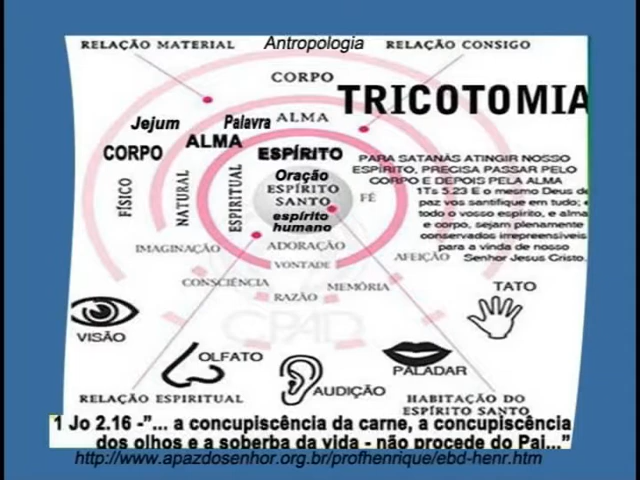 RELAÇÃO MATERIAL
Antropologia
RELAÇÃO CONSIGO
CORPO
TRICOTOMIA
Jejum
Palavra
ALMA
CORPO
ALMA
ESPÍRITO
Oração
ESPÍRITO
SANTO
espírito
humano
FÍSICO
NATURAL
ESPIRITUAL
FÉ
PARA SATANÁS ATINGIR NOSSO
ESPÍRITO, PRECISA PASSAR PELO
CORPO E DEPOIS PELA ALMA
1Ts 5.23 E o mesmo Deus de
paz vos santifique em tudo; e
todo o vosso espírito, e alma
e corpo, sejam plenamente
conservados irrepreensíveis
para a vinda de nosso
Senhor Jesus Cristo.
IMAGINAÇÃO
ADORAÇÃO
VONTADE
AFEIÇÃO
CONSCIÊNCIA
RAZÃO
MEMÓRIA
CPAD
TATO
VISÃO
OLFATO
AUDIÇÃO
PALADAR
RELAÇÃO ESPIRITUAL
HABITAÇÃO DO
ESPÍRITO SANTO
1 Jo 2.16 -"... a concupiscência da carne, a concupiscência
dos olhos e a soberba da vida - não procede do Pai..."
http://www.apazdosenhor.org.br/profhenrique/ebd-henr.htm